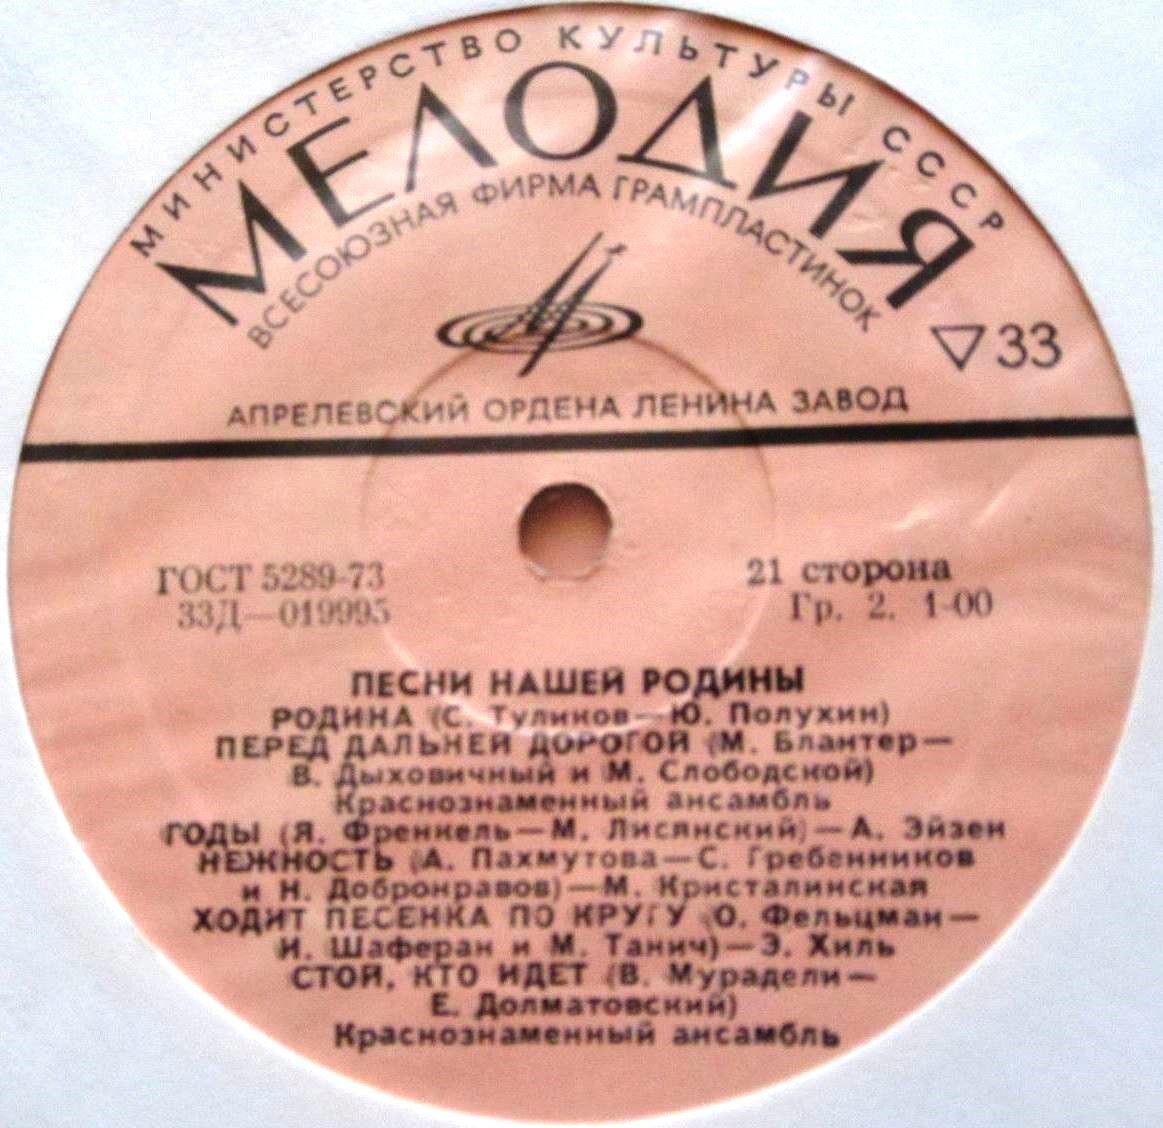 МИНИСТЕРСТВО КУЛЬТУРЫ СССР
МЕЛОДИЯ
ВСЕСОЮЗНАЯ ФИРМА ГРАМПЛАСТИНОК
33
АПРЕЛЕВСКИЙ ОРДЕНА ЛЕНИНА ЗАВОД
ГОСТ 5289-73
33Д—019995
21 сторона
Гр. 2. 1-00
ПЕСНИ НАШЕЙ РОДИНЫ
РОДИНА (С. Туликов—Ю. Полухин)
ПЕРЕД ДАЛЬНЕЙ ДОРОГОЙ (М. Блантер—
В. Дыховичный и М. Слободской)
Краснознаменный ансамбль
ГОДЫ (Я. Френкель—М. Лисянский)—А. Эйзен
НЕЖНОСТЬ (А. Пахмутова—С. Гребенников
и Н. Добронравов)—М. Кристалинская
ХОДИТ ПЕСЕНКА ПО КРУГУ (О. Фельцман—
И. Шаферан и М. Танич)—Э. Хиль
СТОЙ, КТО ИДЕТ (В. Мурадели—
Е. Долматовский)
Краснознаменный ансамбль